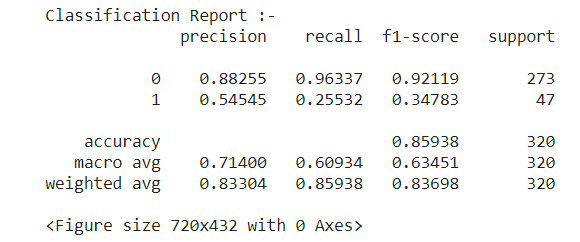 Classification Report :-
precision recall f1-score support
0 0.88255 0.96337 0.92119 273
1 0.54545 0.25532 0.34783 47
accuracy 0.85938 320
macro avg 0.71400 0.60934 0.63451 320
weighted avg 0.83304 0.85938 0.83698 320
<Figure size 720x432 with 0 Axes>